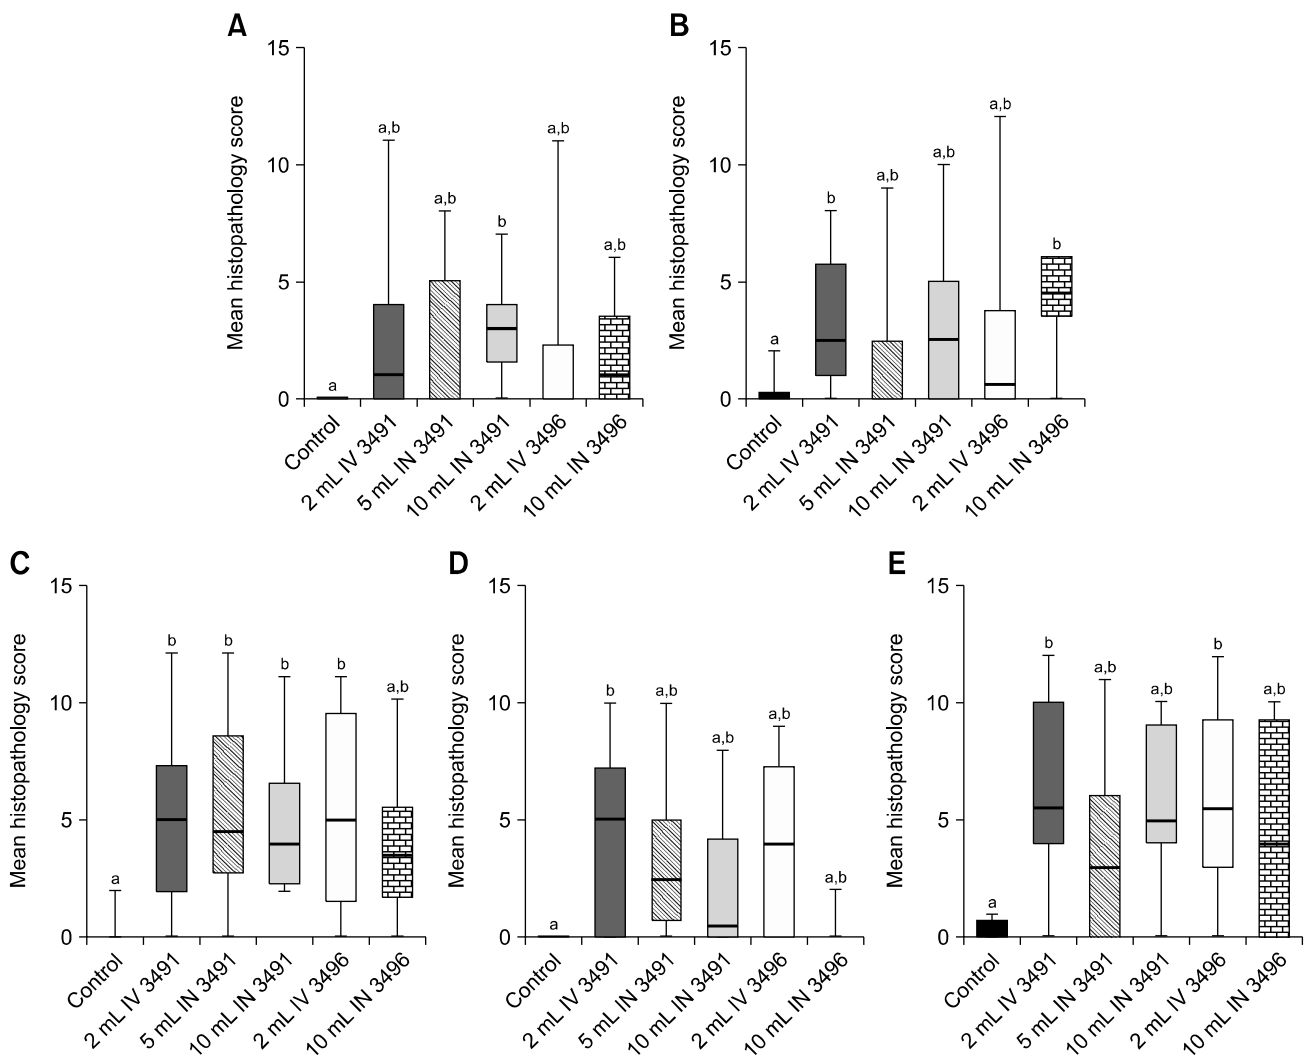 A
Mean histopathology score
15
10
5
0
a
a,b
a,b
b
a,b
a,b
Control
2 mL IV 3491
5 mL IN 3491
10 mL IN 3491
2 mL IV 3496
10 mL IN 3496
B
Mean histopathology score
15
10
5
0
a
b
a,b
a,b
a,b
b
Control
2 mL IV 3491
5 mL IN 3491
10 mL IN 3491
2 mL IV 3496
10 mL IN 3496
C
Mean histopathology score
15
10
5
0
a
b
b
b
b
a,b
Control
2 mL IV 3491
5 mL IN 3491
10 mL IN 3491
2 mL IV 3496
10 mL IN 3496
D
Mean histopathology score
15
10
5
0
a
b
a,b
a,b
a,b
a,b
Control
2 mL IV 3491
5 mL IN 3491
10 mL IN 3491
2 mL IV 3496
10 mL IN 3496
E
Mean histopathology score
15
10
5
0
a
b
a,b
a,b
b
a,b
Control
2 mL IV 3491
5 mL IN 3491
10 mL IN 3491
2 mL IV 3496
10 mL IN 3496